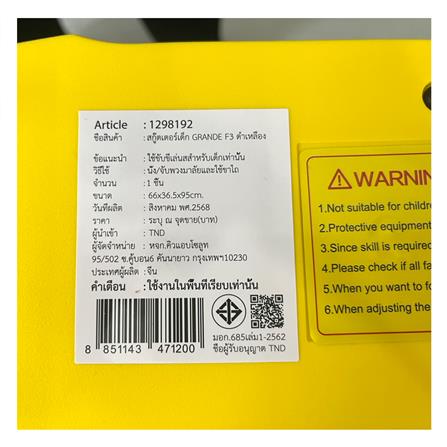 Article : 1298192
ชื่อสินค้า : สกู๊ตเตอร์เด็ก GRANDE F3 ดำเหลือง
ข้อแนะนำ : ใช้ขับขี่เล่นสำหรับเด็กเท่านั้น
วิธีใช้ : นั่ง/จับพวงมาลัยและใช้ขาไถ
จำนวน : 1 ชิ้น
ขนาด : 66x36.5x95cm.
วันที่ผลิต : สิงหาคม พศ.2568
ราคา : ระบุ ณ จุดขาย(บาท)
ผู้นำเข้า : TND
ผู้จัดจำหน่าย : หจก.คิวแอบโซลูท
95/502 ซ.คู้บอน6 คันนายาว กรุงเทพฯ10230
ประเทศผู้ผลิต : จีน
คำเตือน : ใช้งานในพื้นที่เรียบเท่านั้น
8 851143 471200
มอก.685เล่ม1-2562
ชื่อผู้รับอนุญาต TND
WARNIN
1.Not suitable for childre
2.Protective equipment
3.Since skill is required
4.Please check if all fa
5.When you want to fo
6.When adjusting the